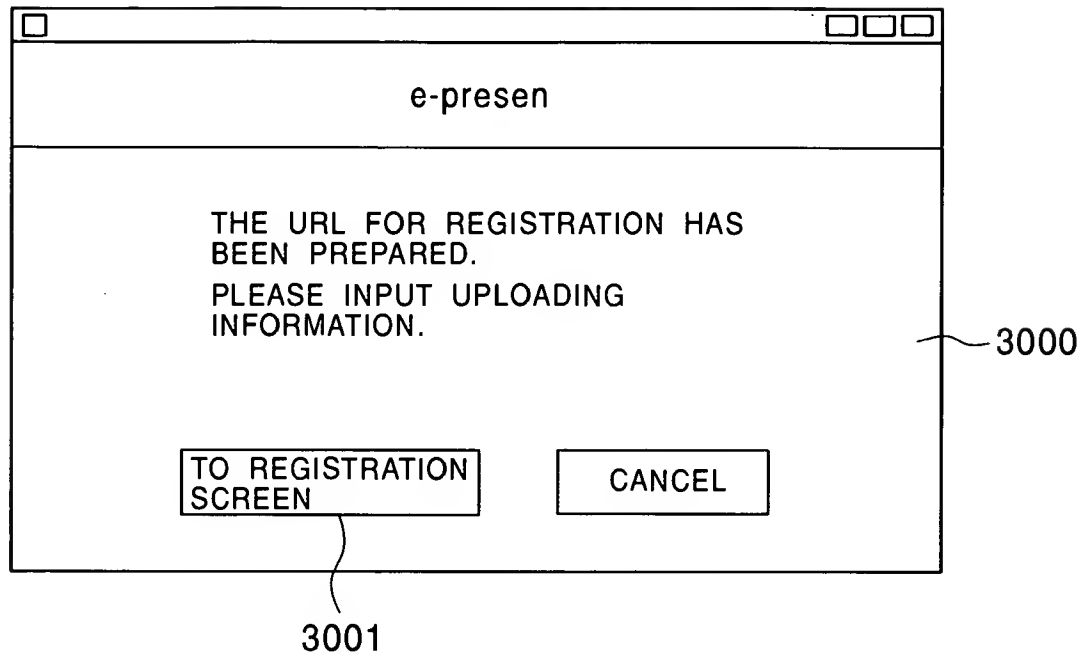 e-presen
THE URL FOR REGISTRATION HAS
BEEN PREPARED.
PLEASE INPUT UPLOADING
INFORMATION.
3000
TO REGISTRATION
SCREEN
CANCEL
3001